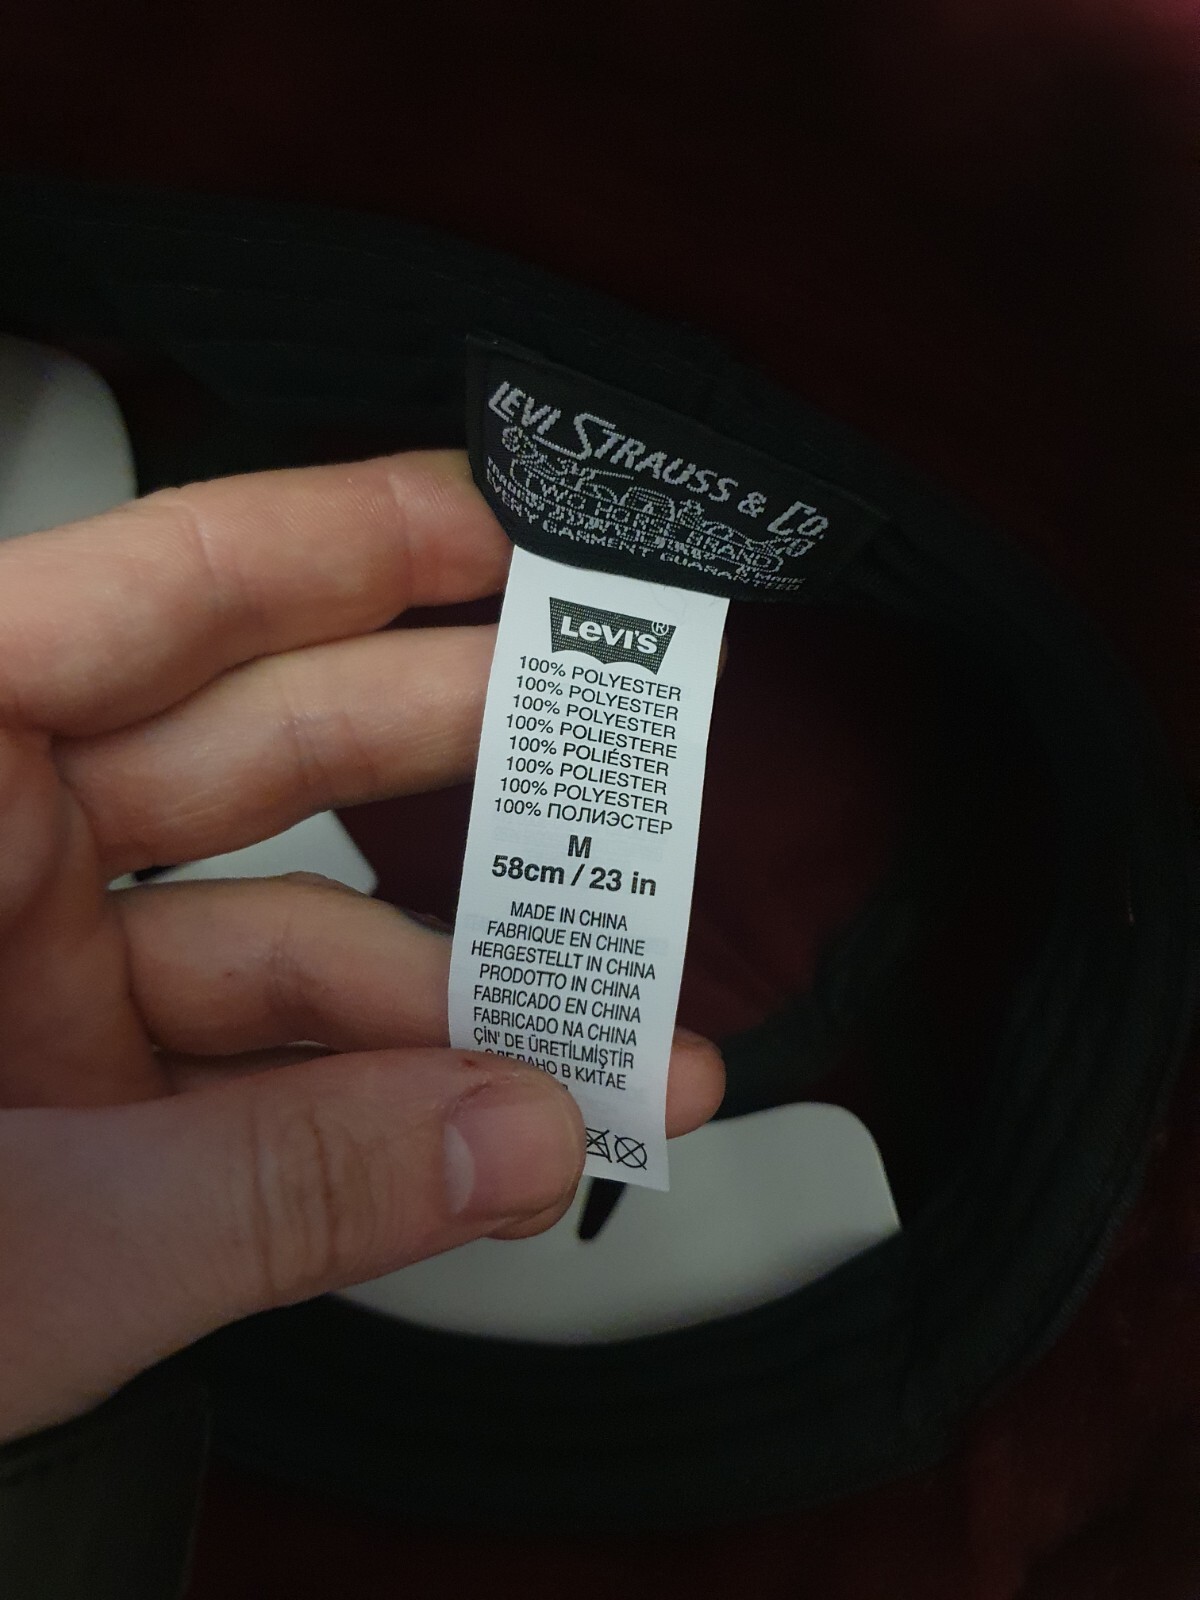 LEVI STRAUSS & CO.
TWO HORSE BRAND
GARMENT GUARANTEED
LEVI'S®
100% POLYESTER
100% POLYESTER
100% POLYESTER
100% POLIESTERE
100% POLIÉSTER
100% POLIESTER
100% POLYESTER
100% ПОЛИЭСТЕР
M
58cm / 23 in
MADE IN CHINA
FABRIQUE EN CHINE
HERGESTELLT IN CHINA
PRODOTTO IN CHINA
FABRICADO EN CHINA
FABRICADO NA CHINA
ÇİN' DE ÜRETİLMİŞTİR
СДЕЛАНО В КИТАЕ